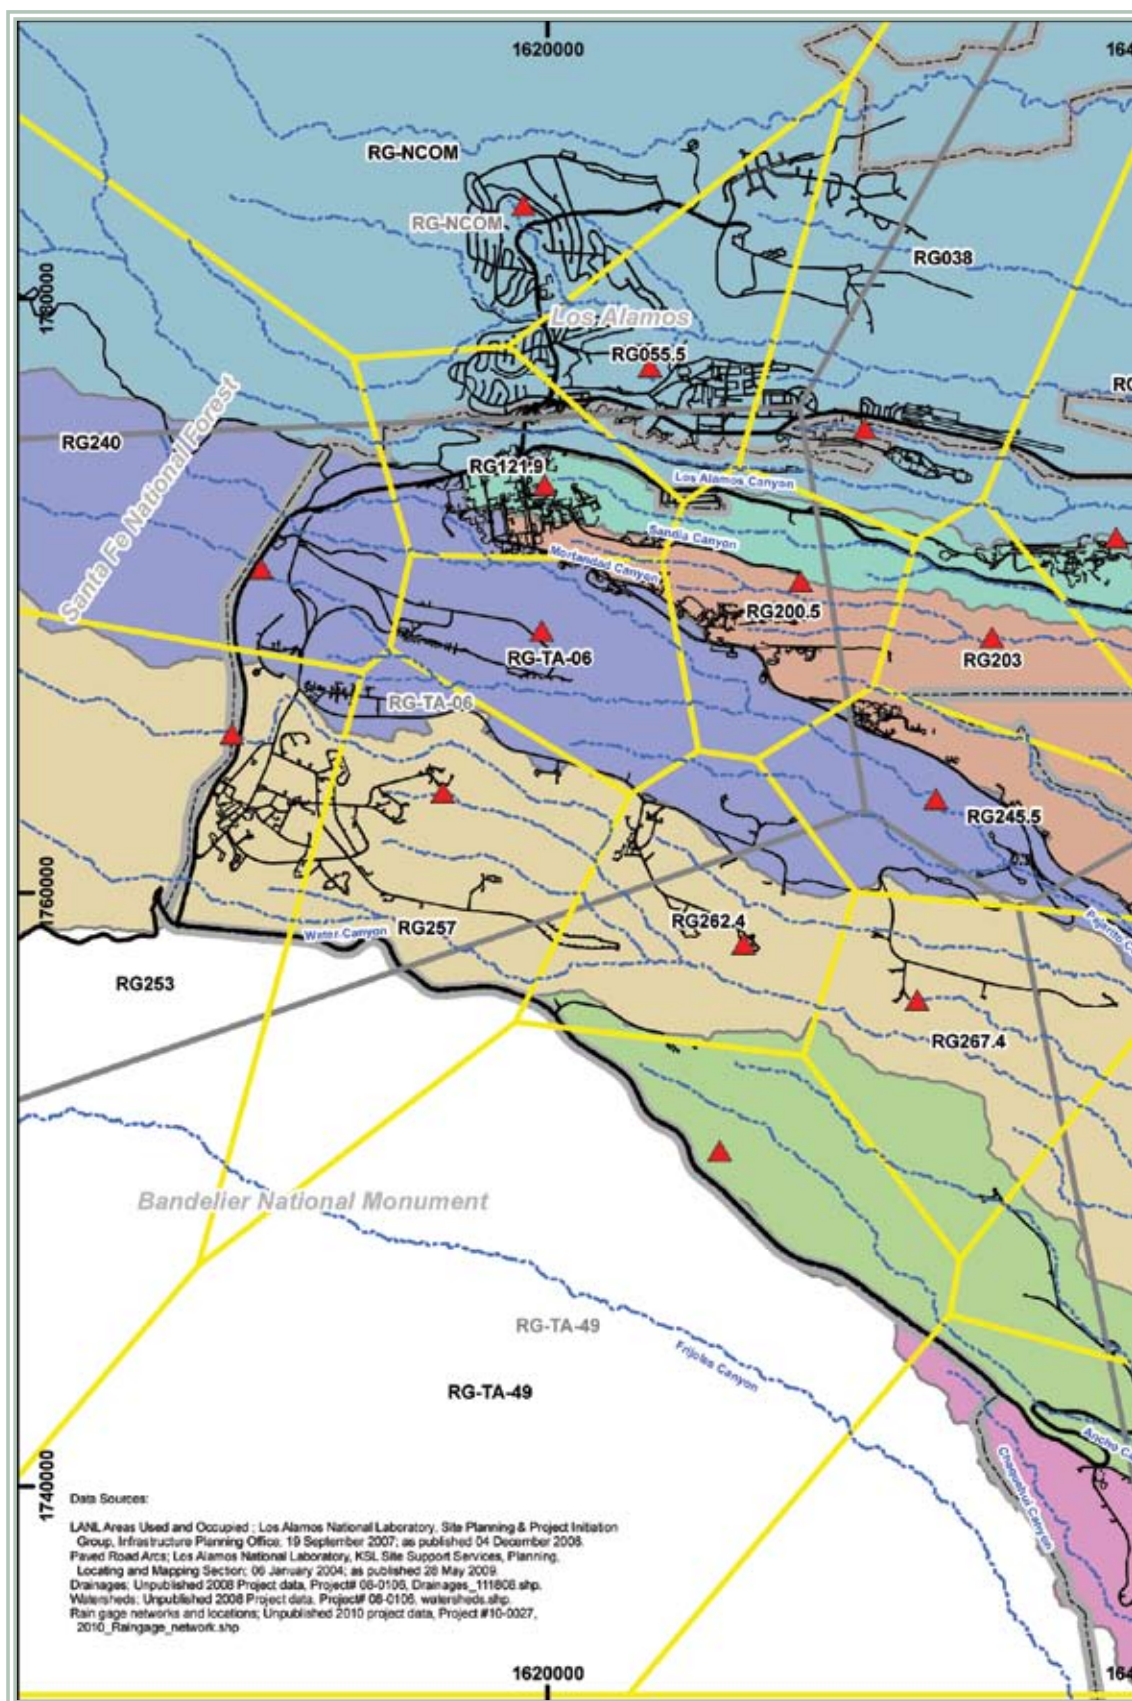 1620000
164
RG-NCOM
RG-NCOM
RG038
1780000
Los Alamos
RG055.5
RG
RG240
Santa Fe National Forest
RG121.9
Los Alamos Canyon
Sandia Canyon
Mortandad Canyon
RG200.5
RG-TA-06
RG203
RG-TA-06
RG245.5
1760000
RG262.4
RG257
Water Canyon
Pajarito C
RG253
RG267.4
Bandelier National Monument
RG-TA-49
Frijoles Canyon
RG-TA-49
Ancho Ca
Chaquehui Canyon
1740000
Data Sources:
LANL Areas Used and Occupied ; Los Alamos National Laboratory, Site Planning & Project Initiation
Group, Infrastructure Planning Office; 19 September 2007; as published 04 December 2008.
Paved Road Arcs; Los Alamos National Laboratory, KSL Site Support Services, Planning,
Locating and Mapping Section; 06 January 2004; as published 28 May 2009.
Drainages; Unpublished 2008 Project data, Project# 08-0106, Drainages_111808.shp.
Watersheds; Unpublished 2008 Project data, Project# 08-0106, watersheds.shp.
Rain gage networks and locations; Unpublished 2010 project data, Project #10-0027,
2010_Raingage_network.shp
1620000
164